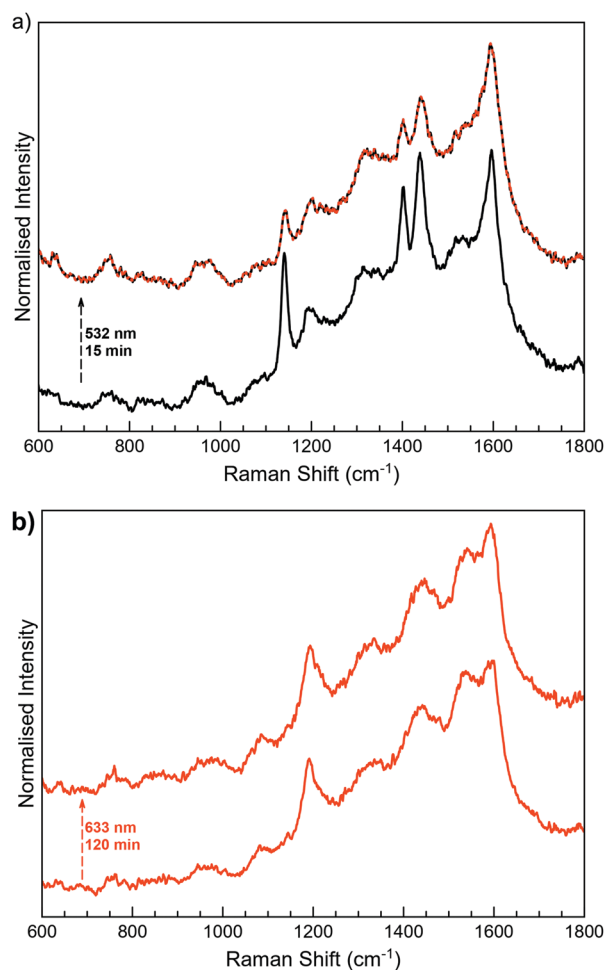 a)
Normalised Intensity
532 nm
15 min
600 800 1000 1200 1400 1600 1800
Raman Shift (cm⁻¹)
b)
Normalised Intensity
633 nm
120 min
600 800 1000 1200 1400 1600 1800
Raman Shift (cm⁻¹)